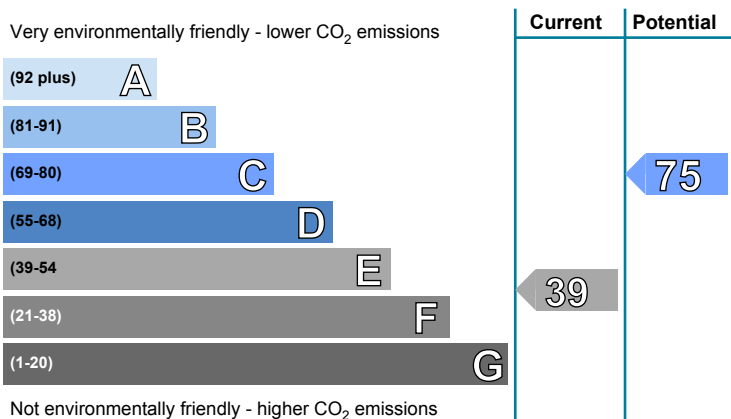 Current Potential
Very environmentally friendly - lower CO2 emissions
(92 plus) A
(81-91) B
(69-80) C 75
(55-68) D
(39-54 E
39
(21-38) F
(1-20) G
Not environmentally friendly - higher CO2 emissions